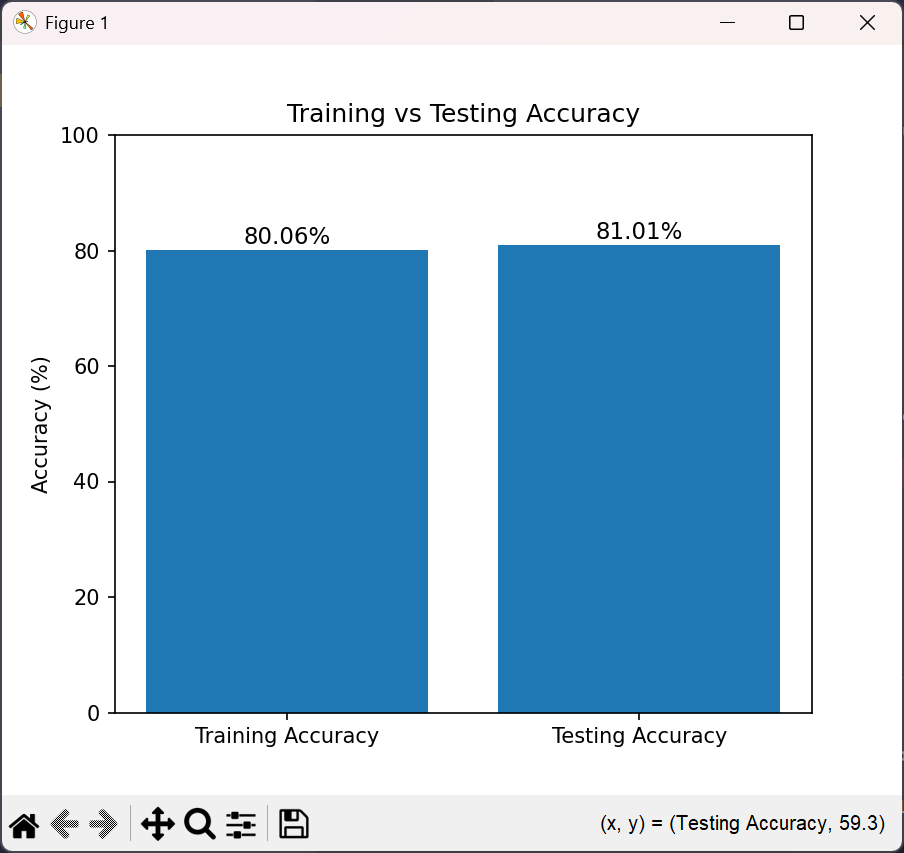 Figure 1
Training vs Testing Accuracy
100
80
60
40
20
0
Accuracy (%)
80.06%
81.01%
Training Accuracy
Testing Accuracy
(x, y) = (Testing Accuracy, 59.3)